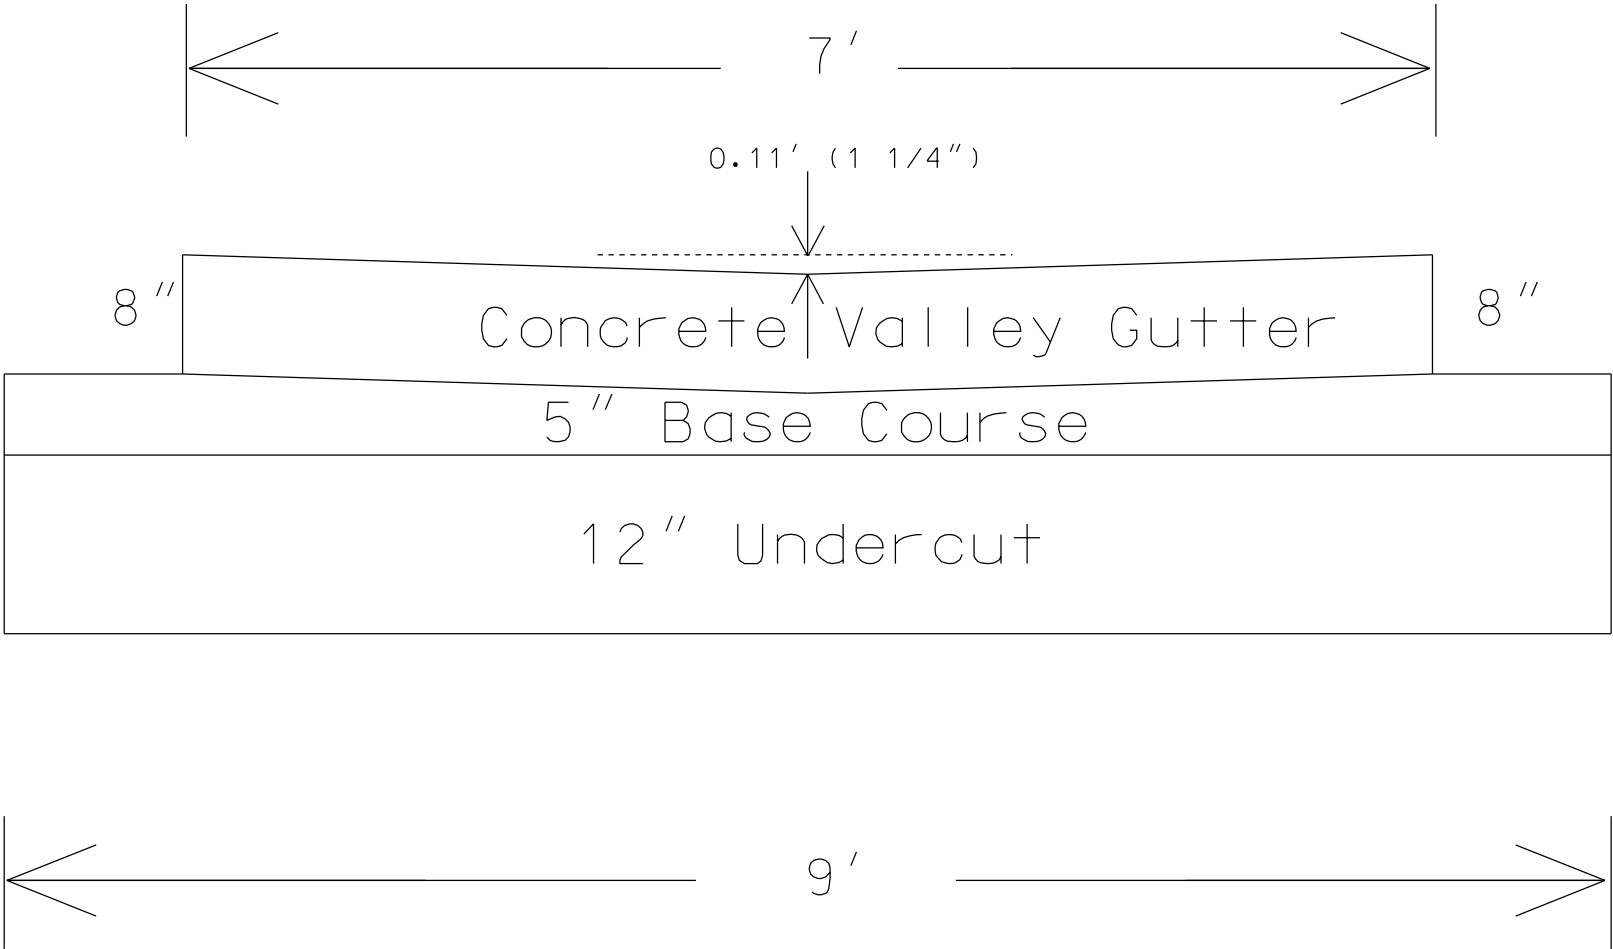 7'
0.11' (1 1/4")
8"
Concrete Valley Gutter
8"
5" Base Course
12" Undercut
9'